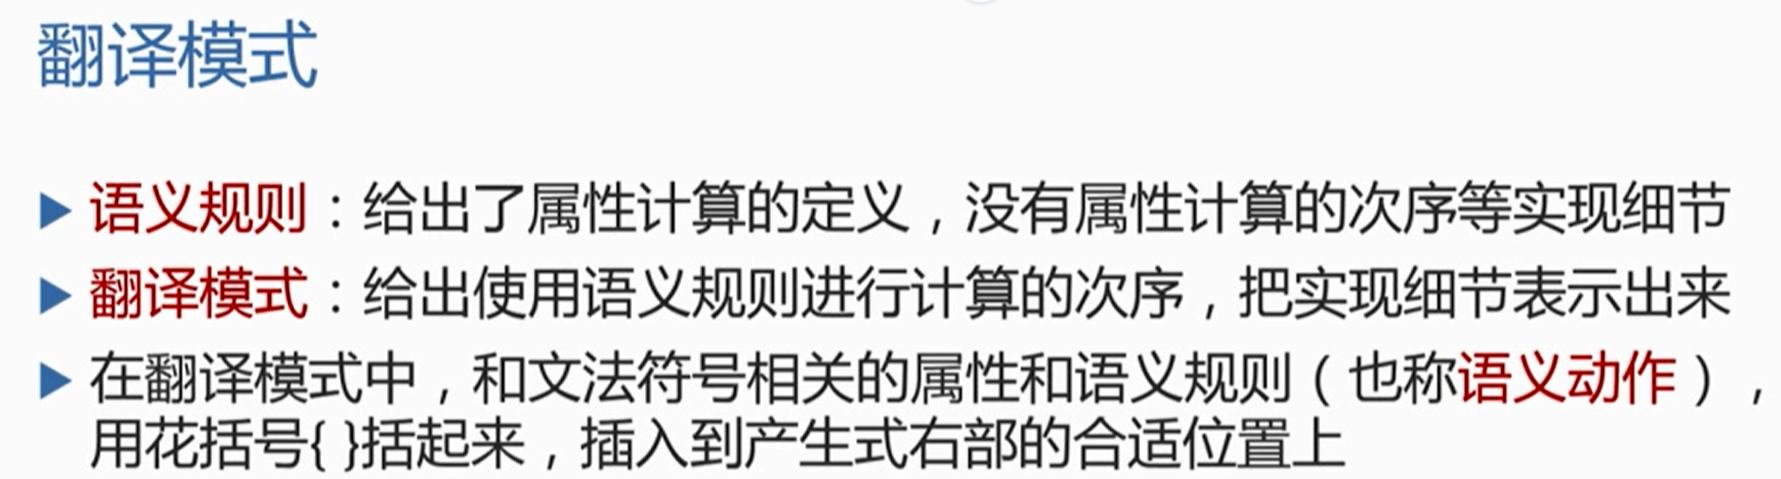 翻译模式
语义规则：给出了属性计算的定义，没有属性计算的次序等实现细节
翻译模式：给出使用语义规则进行计算的次序，把实现细节表示出来
在翻译模式中，和文法符号相关的属性和语义规则（也称语义动作），
用花括号{ }括起来，插入到产生式右部的合适位置上